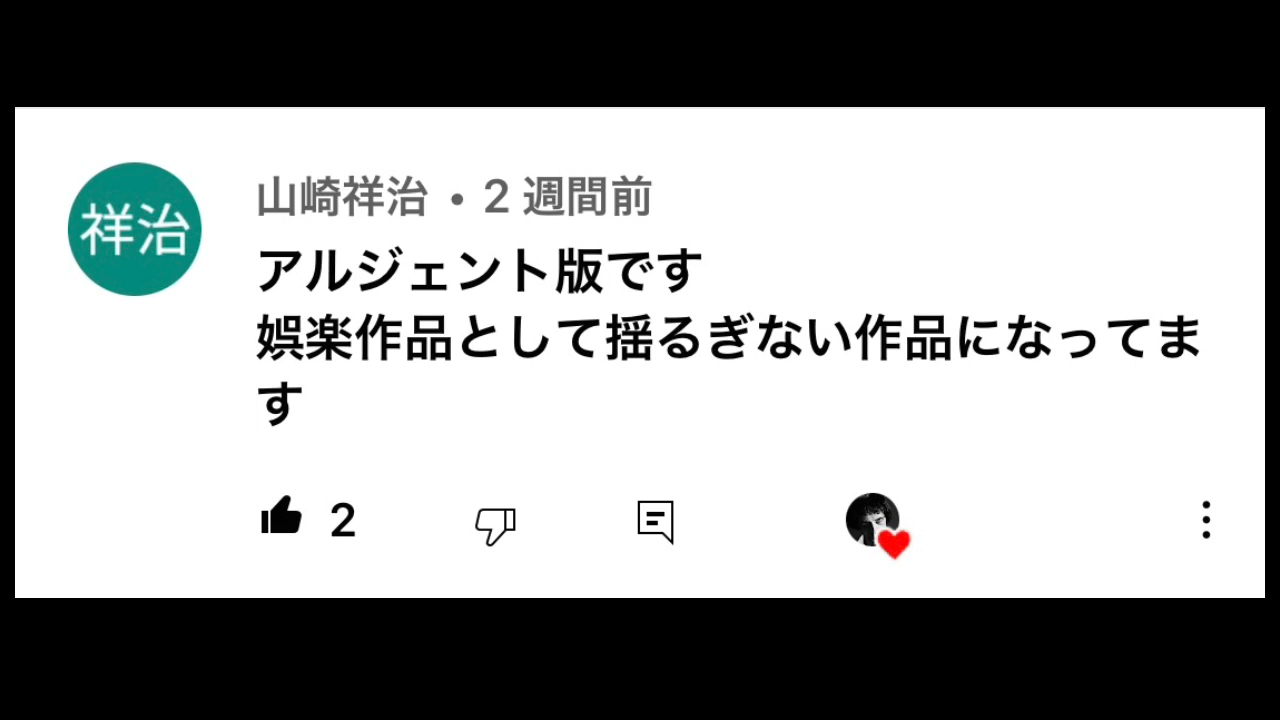 祥治
山崎祥治 • 2 週間前
アルジェント版です
娯楽作品として揺るぎない作品になってま
す
2